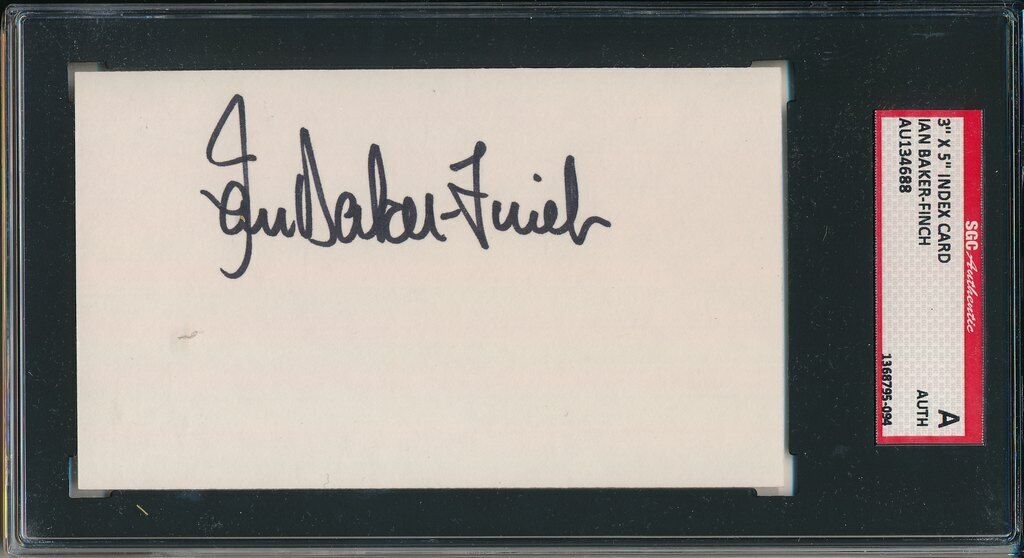 Ian Baker-Finch
SGC Authentic
3" X 5" INDEX CARD
IAN BAKER-FINCH
AU134688
A
AUTH
1368795-094